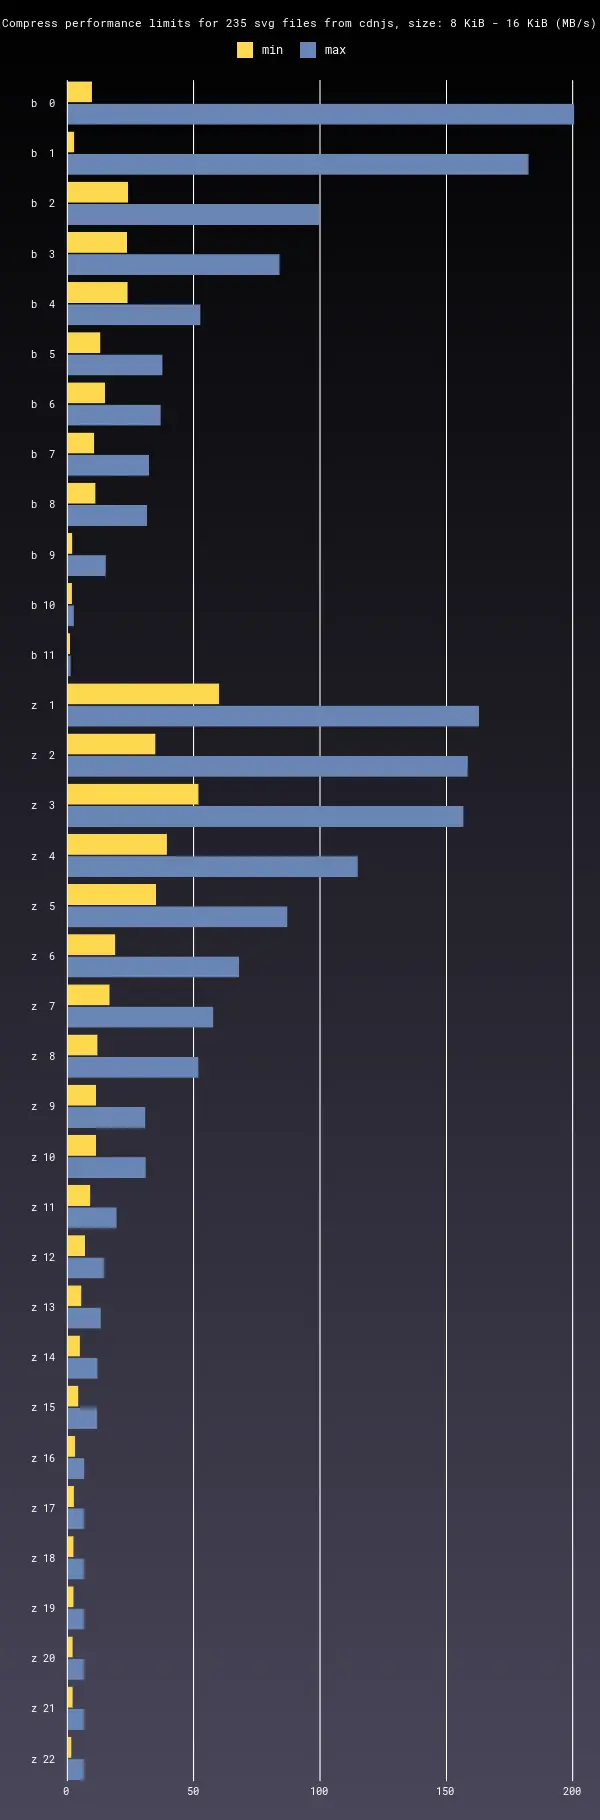 Compress performance limits for 235 svg files from cdnjs, size: 8 KiB - 16 KiB (MB/s)
min max
b 0
b 1
b 2
b 3
b 4
b 5
b 6
b 7
b 8
b 9
b 10
b 11
z 1
z 2
z 3
z 4
z 5
z 6
z 7
z 8
z 9
z 10
z 11
z 12
z 13
z 14
z 15
z 16
z 17
z 18
z 19
z 20
z 21
z 22
0 50 100 150 200